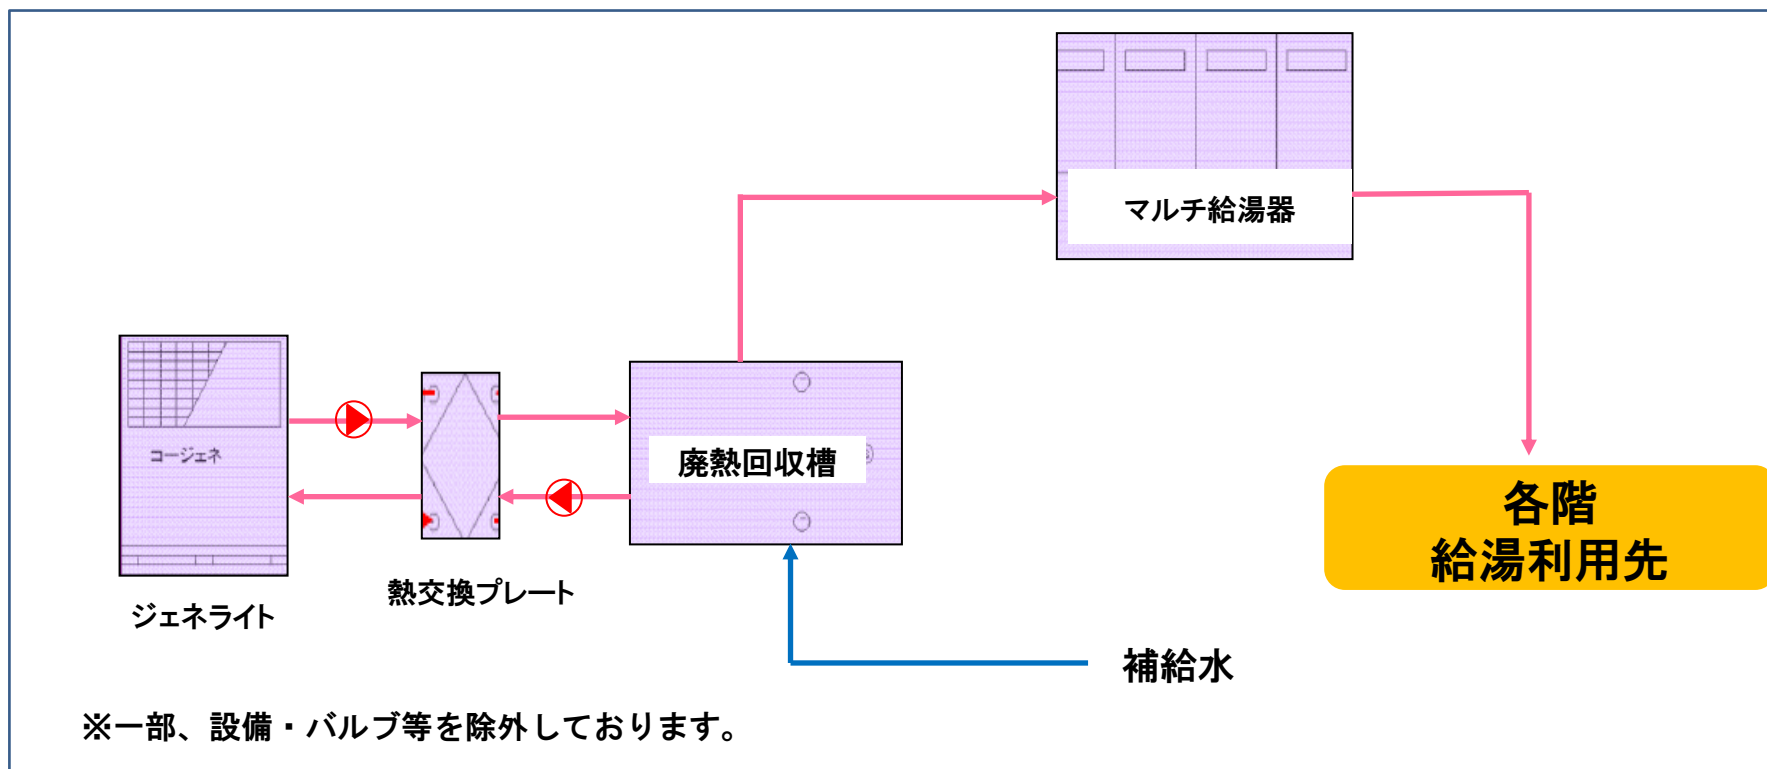 マルチ給湯器
コージェネ
廃熱回収槽
各階
給湯利用先
熱交換プレート
ジェネライト
補給水
※一部、設備・バルブ等を除外しております。